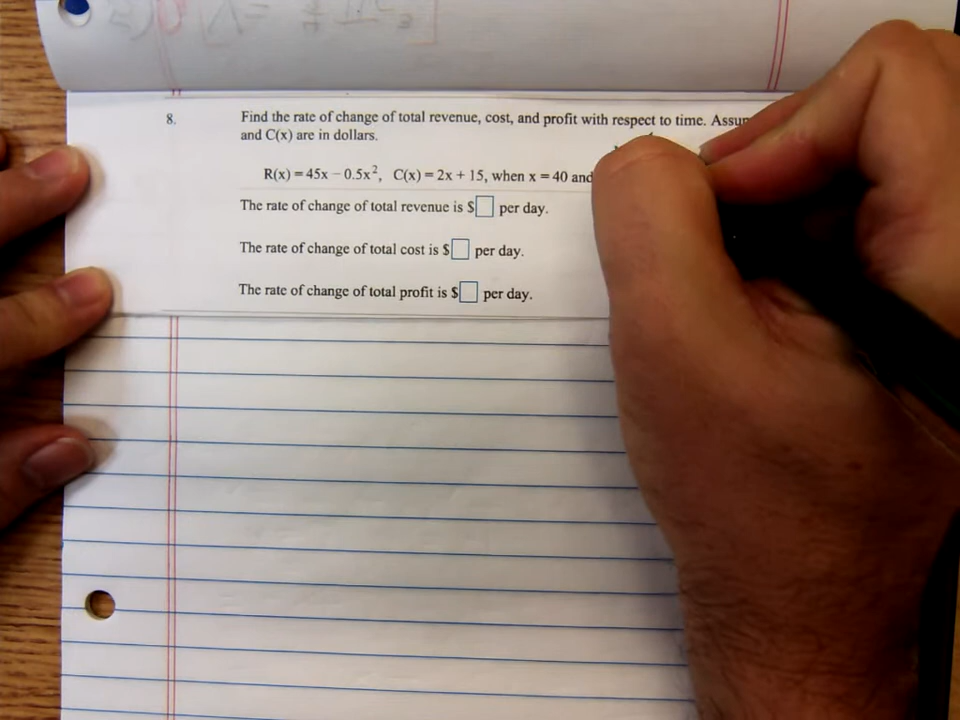 8. Find the rate of change of total revenue, cost, and profit with respect to time.
and C(x) are in dollars.
R(x) = 45x − 0.5x², C(x) = 2x + 15, when x = 40 and
The rate of change of total revenue is $ per day.
The rate of change of total cost is $ per day.
The rate of change of total profit is $ per day.